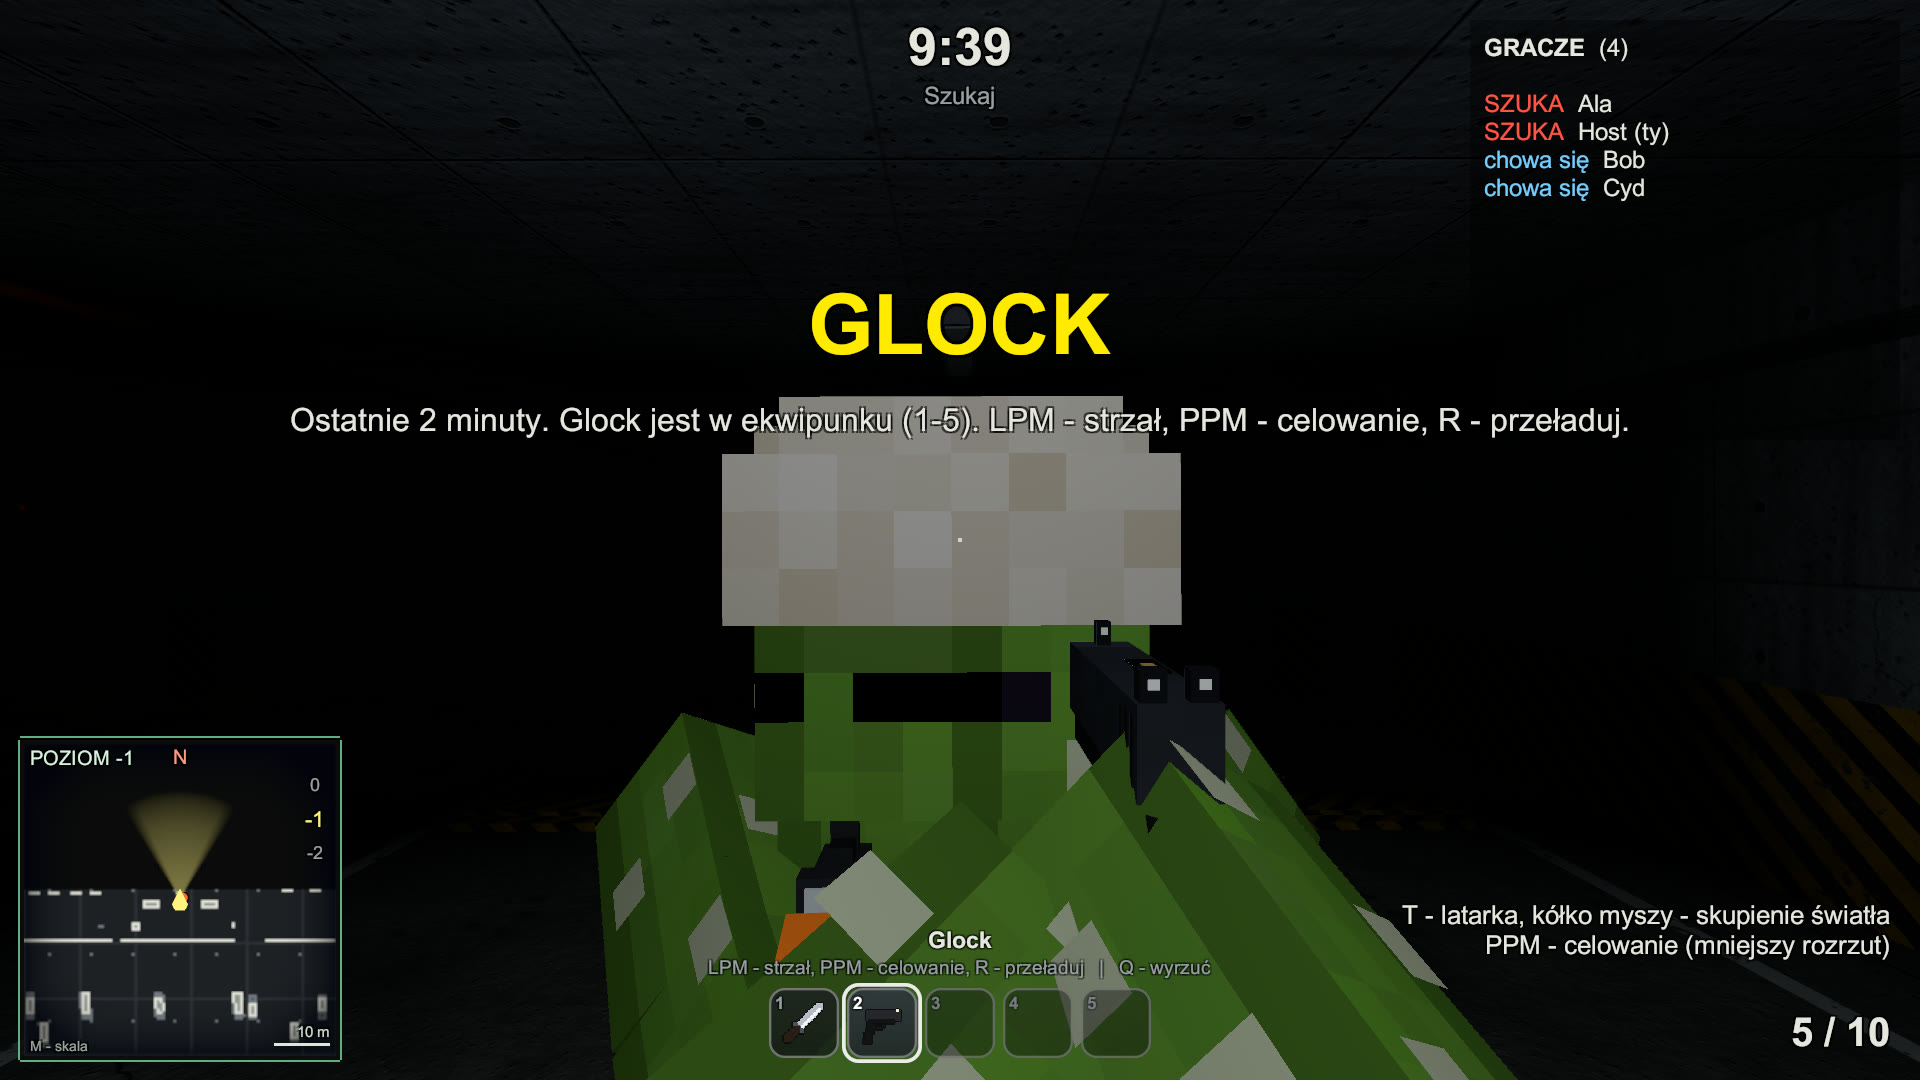 9:39
Szukaj
GRACZE (4)
SZUKA Ala
SZUKA Host (ty)
chowa się Bob
chowa się Cyd
GLOCK
Ostatnie 2 minuty. Glock jest w ekwipunku (1-5). LPM - strzał, PPM - celowanie, R - przeładuj.
POZIOM -1
N
0
-1
-2
10 m
M - skala
T - latarka, kółko myszy - skupienie światła
PPM - celowanie (mniejszy rozrzut)
Glock
LPM - strzał, PPM - celowanie, R - przeładuj | Q - wyrzuć
1 2 3 4 5
5 / 10